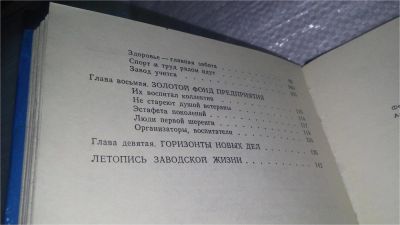 Здоровье — главная забота
Спорт и труд рядом идут
Завод учится
Глава восьмая. ЗОЛОТОЙ ФОНД ПРЕДПРИЯТИЯ
Их воспитал коллектив
Не стареют душой ветераны
Эстафета поколений
Люди первой шеренги
Организаторы, воспитатели
Глава девятая. ГОРИЗОНТЫ НОВЫХ ДЕЛ
ЛЕТОПИСЬ ЗАВОДСКОЙ ЖИЗНИ